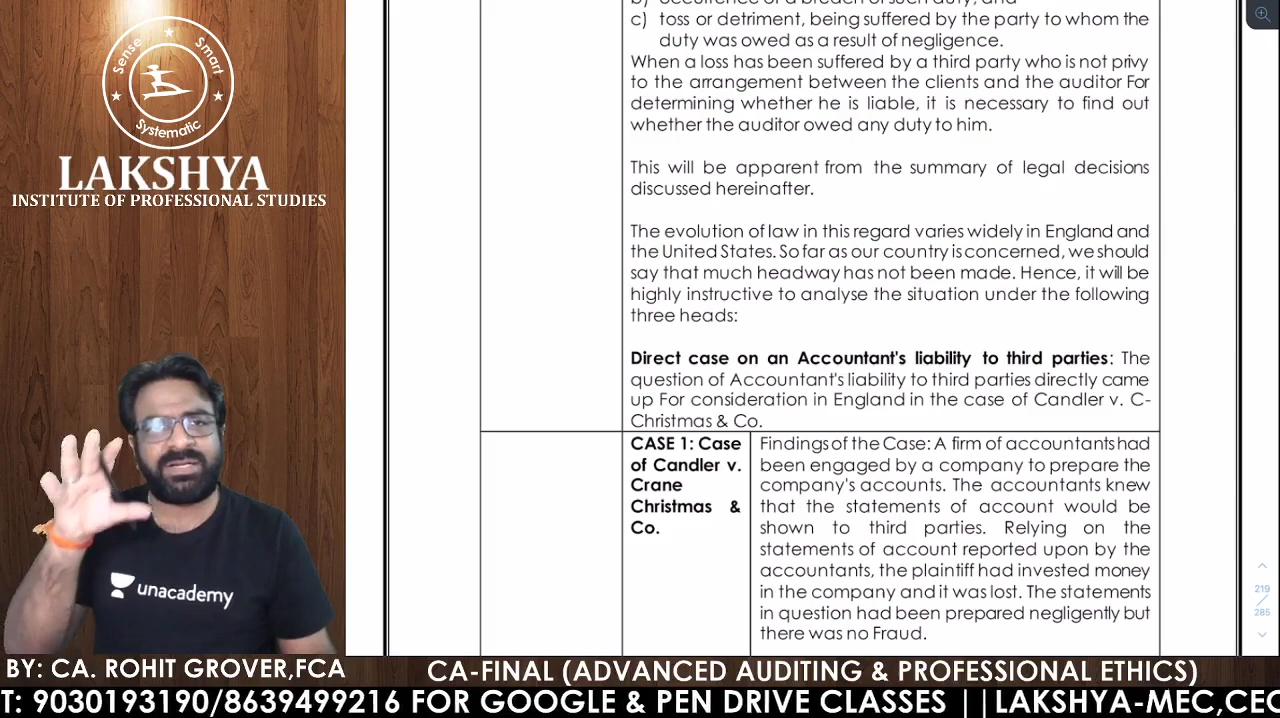 Sense
Smart
Systematic
LAKSHYA
INSTITUTE OF PROFESSIONAL STUDIES
c) toss or detriment, being suffered by the party to whom the
duty was owed as a result of negligence.
When a loss has been suffered by a third party who is not privy
to the arrangement between the clients and the auditor For
determining whether he is liable, it is necessary to find out
whether the auditor owed any duty to him.
This will be apparent from the summary of legal decisions
discussed hereinafter.
The evolution of law in this regard varies widely in England and
the United States. So far as our country is concerned, we should
say that much headway has not been made. Hence, it will be
highly instructive to analyse the situation under the following
three heads:
Direct case on an Accountant's liability to third parties: The
question of Accountant's liability to third parties directly came
up For consideration in England in the case of Candler v. C-
Christmas & Co.
CASE 1: Case
of Candler v.
Crane
Christmas &
Co.
Findings of the Case: A firm of accountants had
been engaged by a company to prepare the
company's accounts. The accountants knew
that the statements of account would be
shown to third parties. Relying on the
statements of account reported upon by the
accountants, the plaintiff had invested money
in the company and it was lost. The statements
in question had been prepared negligently but
there was no Fraud.
219
285
unacademy
BY: CA. ROHIT GROVER,FCA
CA-FINAL (ADVANCED AUDITING & PROFESSIONAL ETHICS)
T: 9030193190/8639499216 FOR GOOGLE & PEN DRIVE CLASSES ||LAKSHYA-MEC,CEC